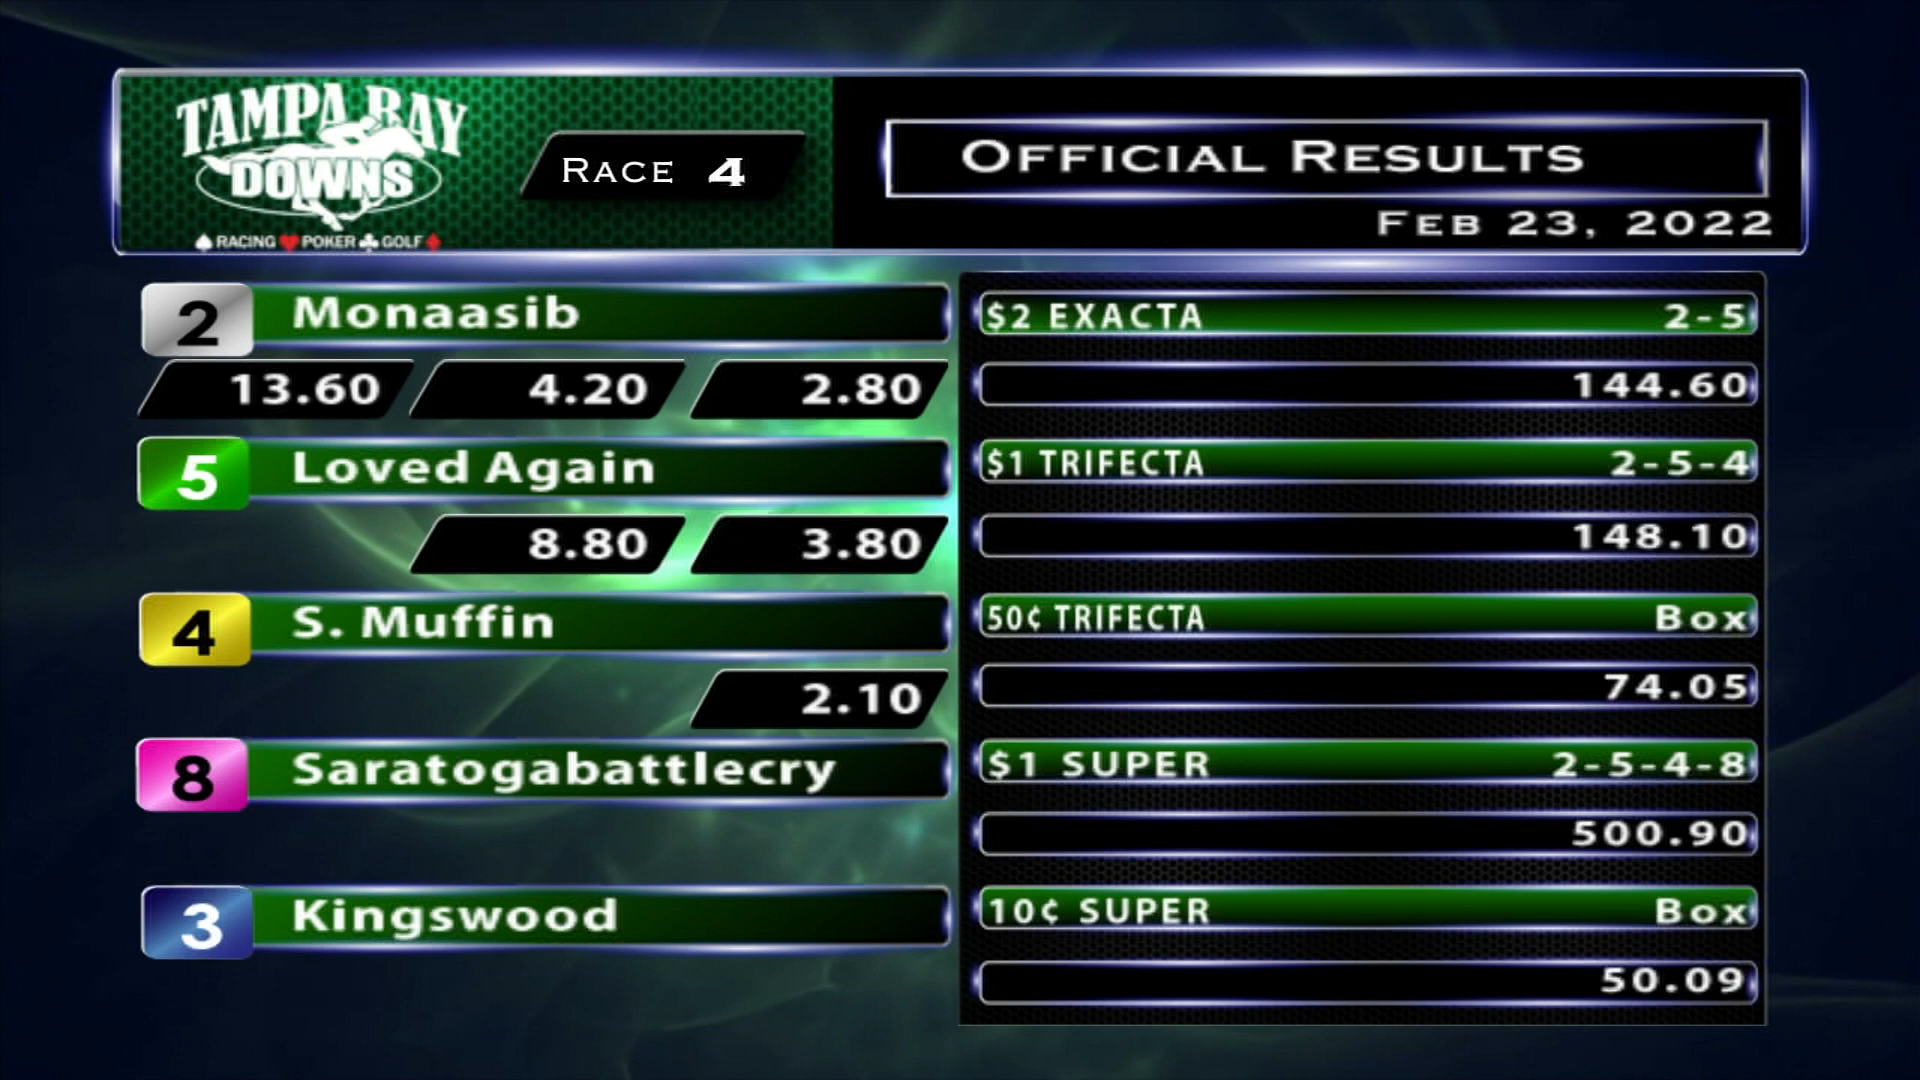 TAMPA BAY
DOWNS
RACING POKER GOLF
RACE 4
OFFICIAL RESULTS
FEB 23, 2022
2 Monaasib
13.60 4.20 2.80
5 Loved Again
8.80 3.80
4 S. Muffin
2.10
8 Saratogabattlecry
3 Kingswood
$2 EXACTA 2-5
144.60
$1 TRIFECTA 2-5-4
148.10
50¢ TRIFECTA Box
74.05
$1 SUPER 2-5-4-8
500.90
10¢ SUPER Box
50.09